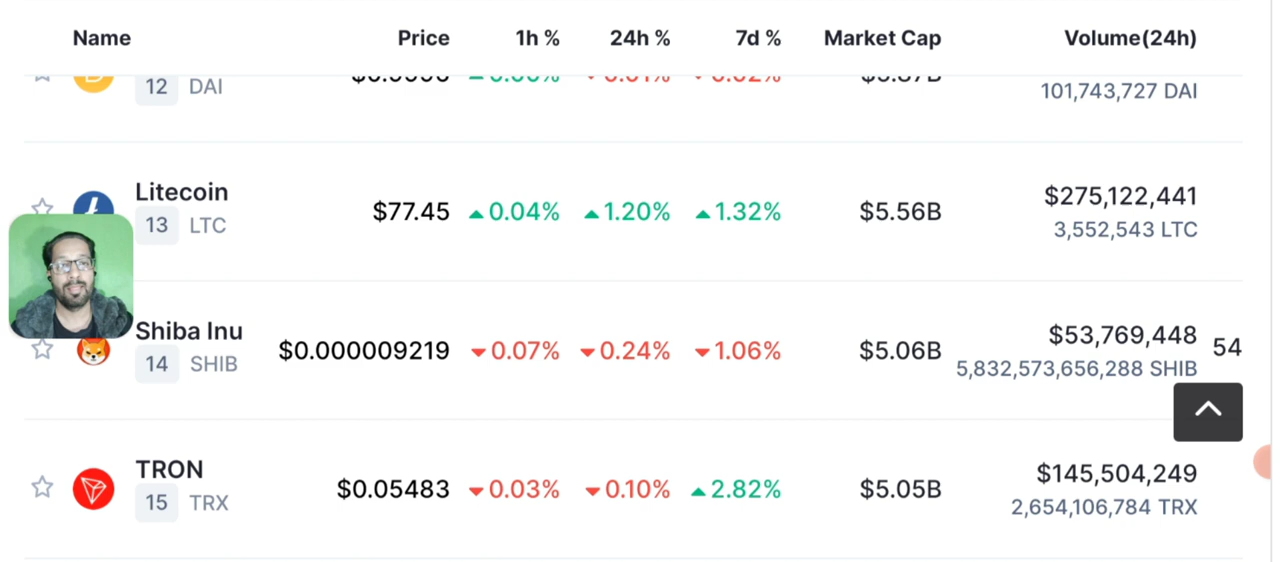 Name Price 1h % 24h % 7d % Market Cap Volume(24h)
12 DAI 101,743,727 DAI
Litecoin
13 LTC $77.45 0.04% 1.20% 1.32% $5.56B $275,122,441
3,552,543 LTC
Shiba Inu
14 SHIB $0.000009219 0.07% 0.24% 1.06% $5.06B $53,769,448 54
5,832,573,656,288 SHIB
TRON
15 TRX $0.05483 0.03% 0.10% 2.82% $5.05B $145,504,249
2,654,106,784 TRX